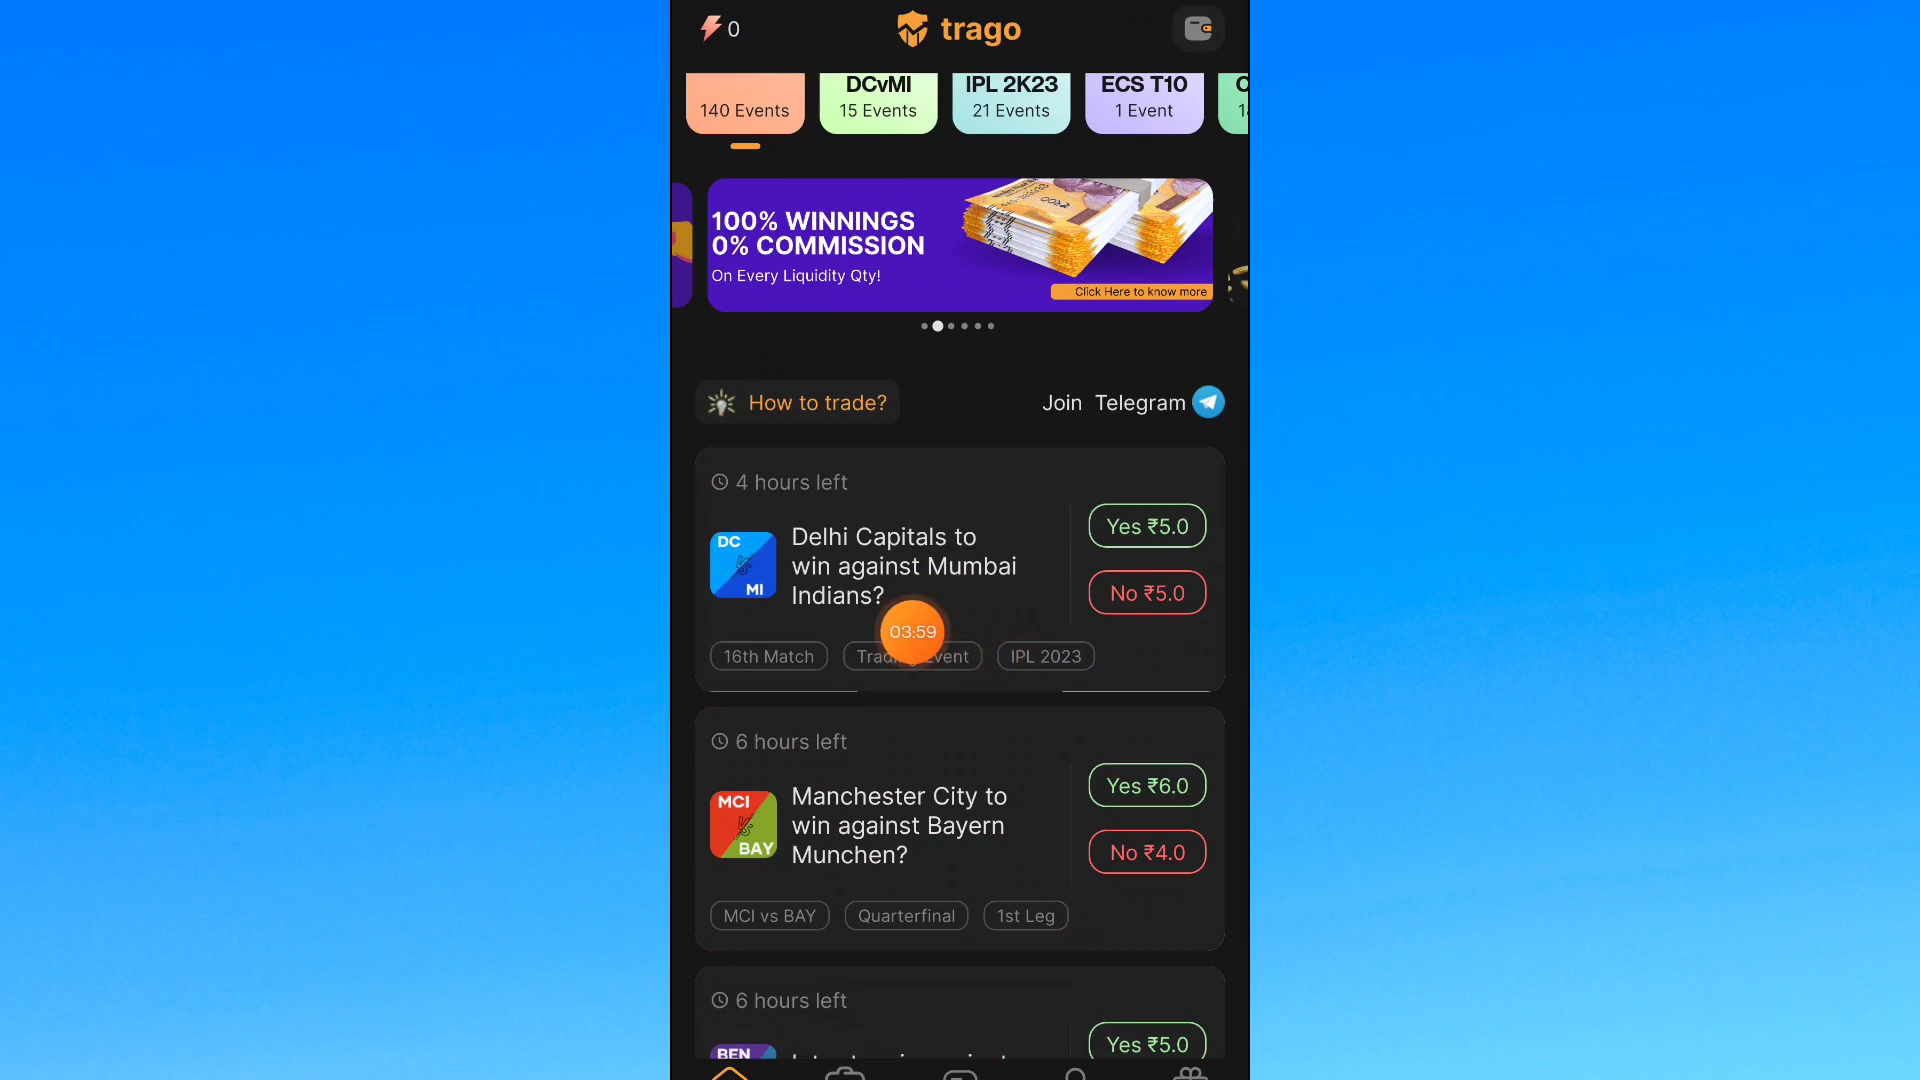 0
trago
140 Events
DCvMI
15 Events
IPL 2K23
21 Events
ECS T10
1 Event
100% WINNINGS
0% COMMISSION
On Every Liquidity Qty!
Click Here to know more
How to trade?
Join Telegram
4 hours left
DC
VS
MI
Delhi Capitals to
win against Mumbai
Indians?
Yes ₹5.0
No ₹5.0
03:59
16th Match
IPL 2023
6 hours left
MCI
VS
BAY
Manchester City to
win against Bayern
Munchen?
Yes ₹6.0
No ₹4.0
MCI vs BAY
Quarterfinal
1st Leg
6 hours left
BEN
Yes ₹5.0